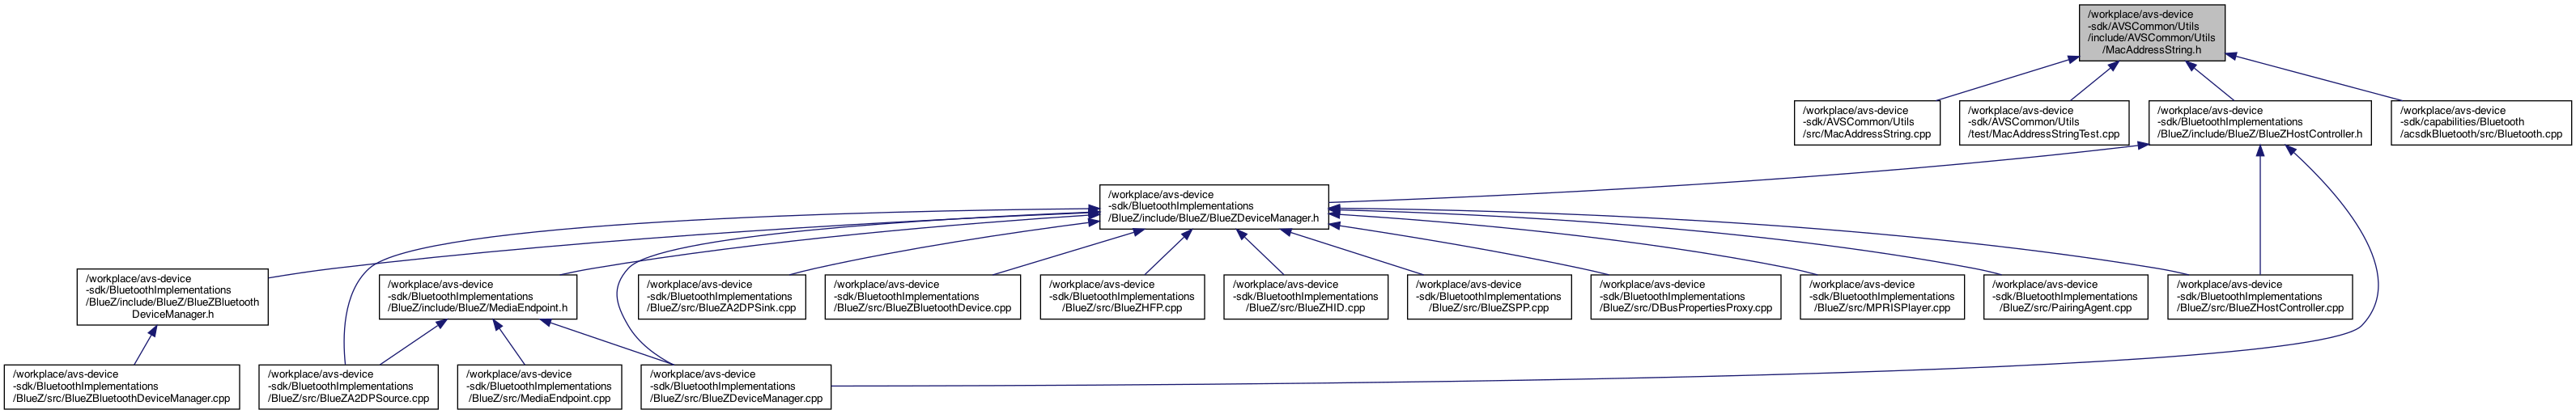 /workplace/avs-device
-sdk/AVSCommon/Utils
/include/AVSCommon/Utils
/MacAddressString.h
/workplace/avs-device
-sdk/AVSCommon/Utils
/src/MacAddressString.cpp
/workplace/avs-device
-sdk/AVSCommon/Utils
/test/MacAddressStringTest.cpp
/workplace/avs-device
-sdk/BluetoothImplementations
/BlueZ/include/BlueZ/BlueZHostController.h
/workplace/avs-device
-sdk/capabilities/Bluetooth
/acsdkBluetooth/src/Bluetooth.cpp
/workplace/avs-device
-sdk/BluetoothImplementations
/BlueZ/include/BlueZ/BlueZDeviceManager.h
/workplace/avs-device
-sdk/BluetoothImplementations
/BlueZ/include/BlueZ/BlueZBluetooth
DeviceManager.h
/workplace/avs-device
-sdk/BluetoothImplementations
/BlueZ/include/BlueZ/MediaEndpoint.h
/workplace/avs-device
-sdk/BluetoothImplementations
/BlueZ/src/BlueZA2DPSink.cpp
/workplace/avs-device
-sdk/BluetoothImplementations
/BlueZ/src/BlueZBluetoothDevice.cpp
/workplace/avs-device
-sdk/BluetoothImplementations
/BlueZ/src/BlueZHFP.cpp
/workplace/avs-device
-sdk/BluetoothImplementations
/BlueZ/src/BlueZHID.cpp
/workplace/avs-device
-sdk/BluetoothImplementations
/BlueZ/src/BlueZSPP.cpp
/workplace/avs-device
-sdk/BluetoothImplementations
/BlueZ/src/DBusPropertiesProxy.cpp
/workplace/avs-device
-sdk/BluetoothImplementations
/BlueZ/src/MPRISPlayer.cpp
/workplace/avs-device
-sdk/BluetoothImplementations
/BlueZ/src/PairingAgent.cpp
/workplace/avs-device
-sdk/BluetoothImplementations
/BlueZ/src/BlueZHostController.cpp
/workplace/avs-device
-sdk/BluetoothImplementations
/BlueZ/src/BlueZBluetoothDeviceManager.cpp
/workplace/avs-device
-sdk/BluetoothImplementations
/BlueZ/src/BlueZA2DPSource.cpp
/workplace/avs-device
-sdk/BluetoothImplementations
/BlueZ/src/MediaEndpoint.cpp
/workplace/avs-device
-sdk/BluetoothImplementations
/BlueZ/src/BlueZDeviceManager.cpp